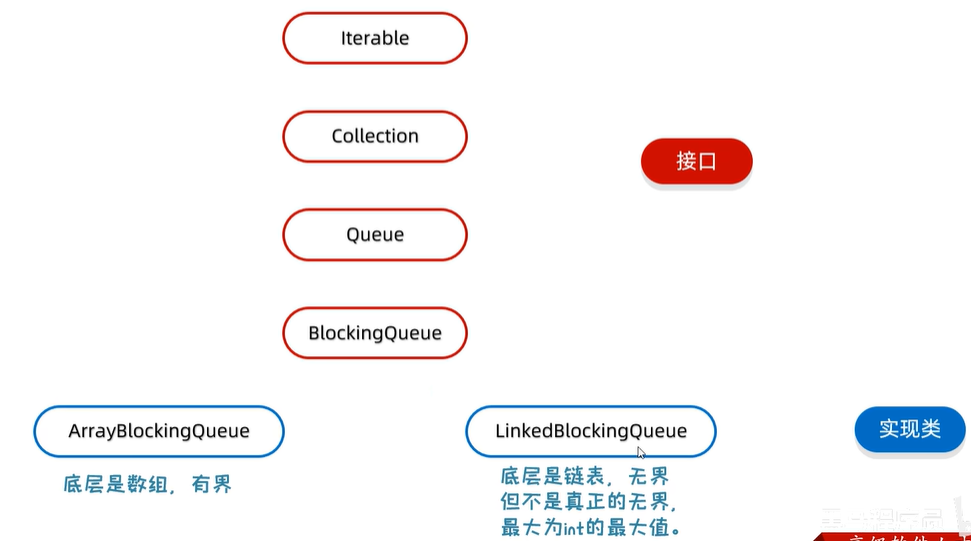 Iterable
Collection
接口
Queue
BlockingQueue
ArrayBlockingQueue
LinkedBlockingQueue
实现类
底层是数组，有界
底层是链表，无界
但不是真正的无界，
最大为int的最大值。